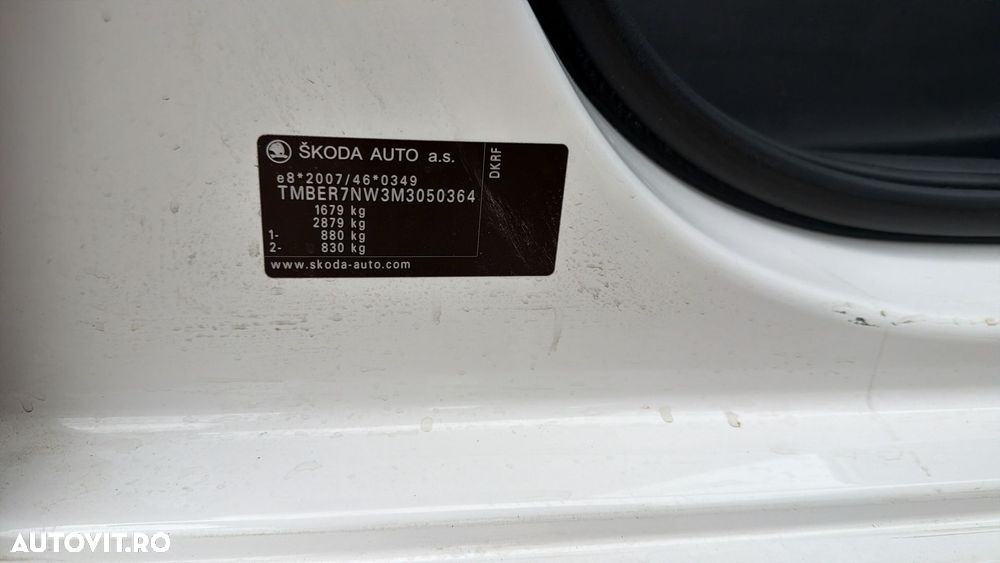 ŠKODA AUTO a.s.
DKRF
e8*2007/46*0349
TMBER7NW3M3050364
1679 kg
2879 kg
1- 880 kg
2- 830 kg
www.skoda-auto.com
AUTOVIT.RO